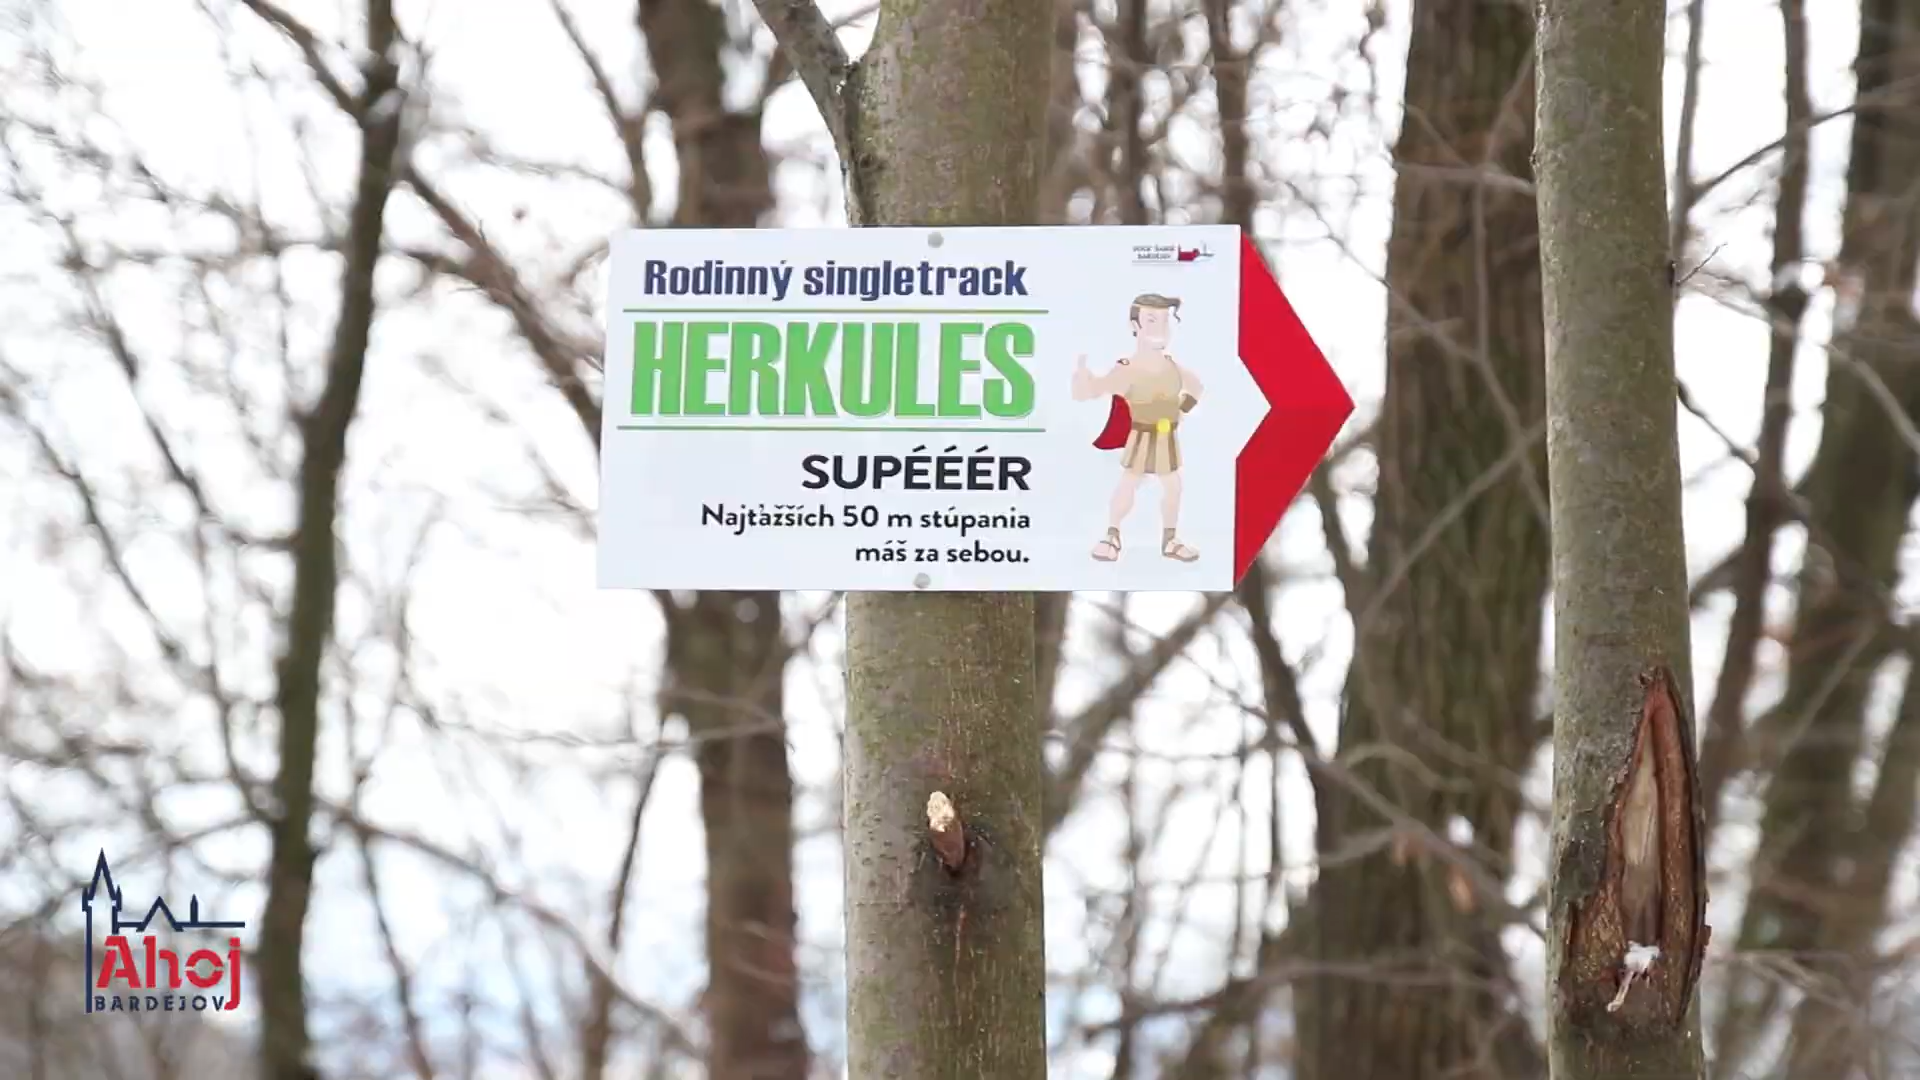 Rodinný singletrack
HERKULES
SUPÉÉÉR
Najťažších 50 m stúpania
máš za sebou.
Ahoj
BARDEJOV